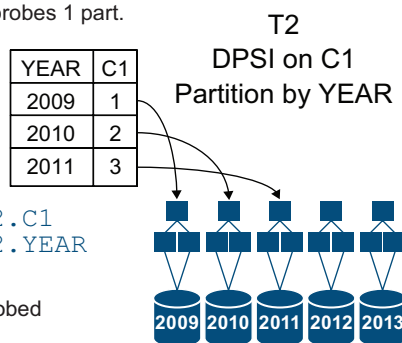 probes 1 part.
T2
DPSI on C1
Partition by YEAR
YEAR C1
2009 1
2010 2
2011 3
2.C1
2.YEAR
obed
2009 2010 2011 2012 2013